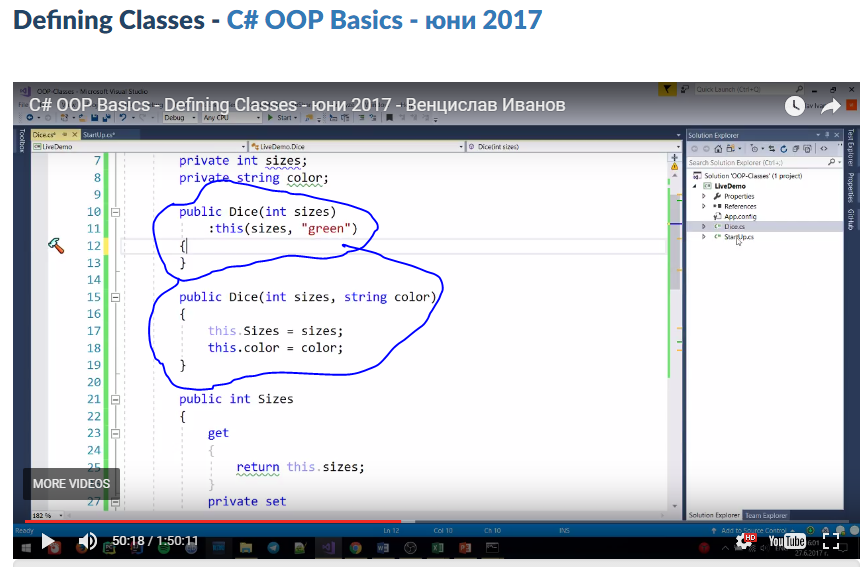 Defining Classes - C# OOP Basics - юни 2017
OOP-Classes - Microsoft Visual Studio
Quick Launch (Ctrl+Q)
C# OOP Basics - Defining Classes - юни 2017 - Венцислав Иванов
Debug Any CPU Start
Dice.cs* StartUp.cs*
Solution Explorer
LiveDemo LiveDemo.Dice Dice(int sizes)
Toolbox
Search Solution Explorer (Ctrl+;)
Solution 'OOP-Classes' (1 project)
LiveDemo
Properties
References
App.config
Dice.cs
StartUp.cs
Test Explorer
Properties
GitHub
7 private int sizes;
8 private string color;
9
10 public Dice(int sizes)
11 :this(sizes, "green")
12 {
13 }
14
15 public Dice(int sizes, string color)
16 {
17 this.Sizes = sizes;
18 this.color = color;
19 }
20
21 public int Sizes
22 {
23 get
24 {
25 return this.sizes;
}
27 private set
MORE VIDEOS
182 %
Solution Explorer Team Explorer
Ready Ln 12 Col 10 Ch 10 INS Add to Source Control
50:18 / 1:50:11
HD
YouTube
27.6.2017